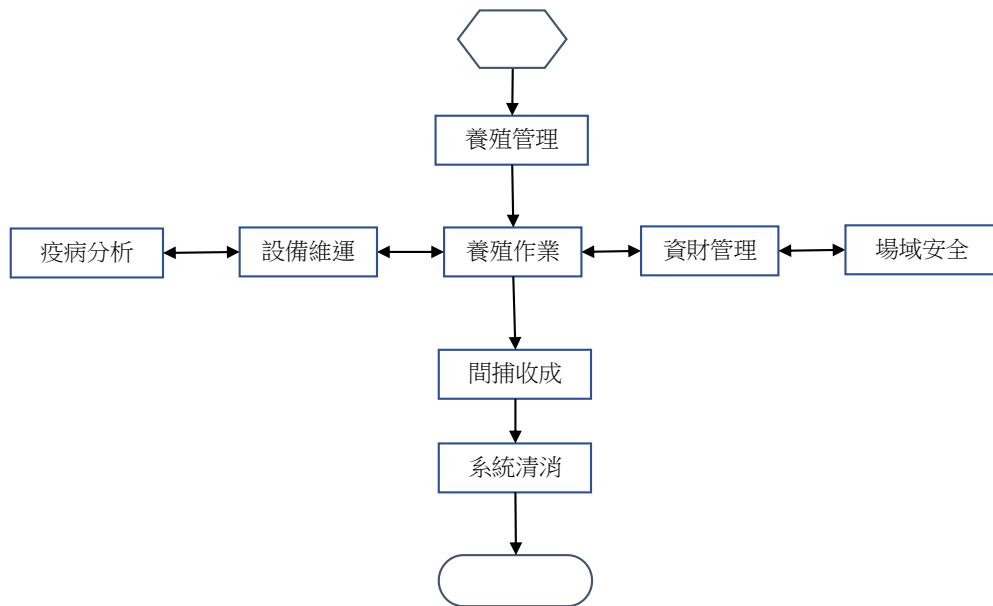 養殖管理
疫病分析
設備維運
養殖作業
資財管理
場域安全
間捕收成
系統清消